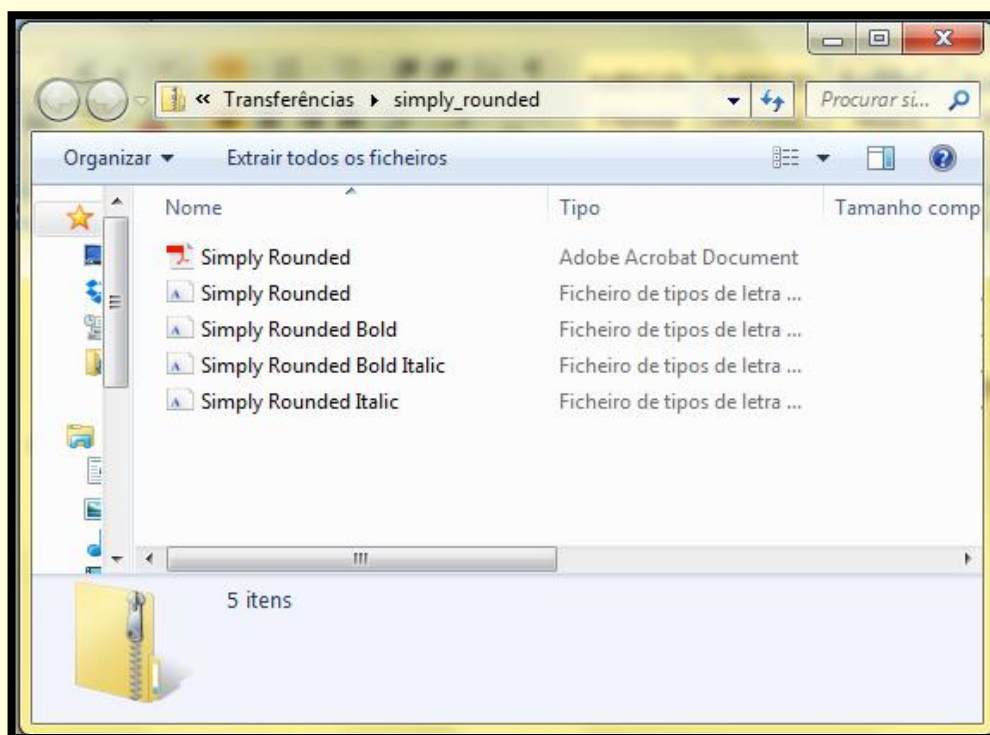 « Transferências simply_rounded Procurar si...
Organizar Extrair todos os ficheiros
Nome Tipo Tamanho comp
Simply Rounded Adobe Acrobat Document
Simply Rounded Ficheiro de tipos de letra ...
Simply Rounded Bold Ficheiro de tipos de letra ...
Simply Rounded Bold Italic Ficheiro de tipos de letra ...
Simply Rounded Italic Ficheiro de tipos de letra ...
5 itens